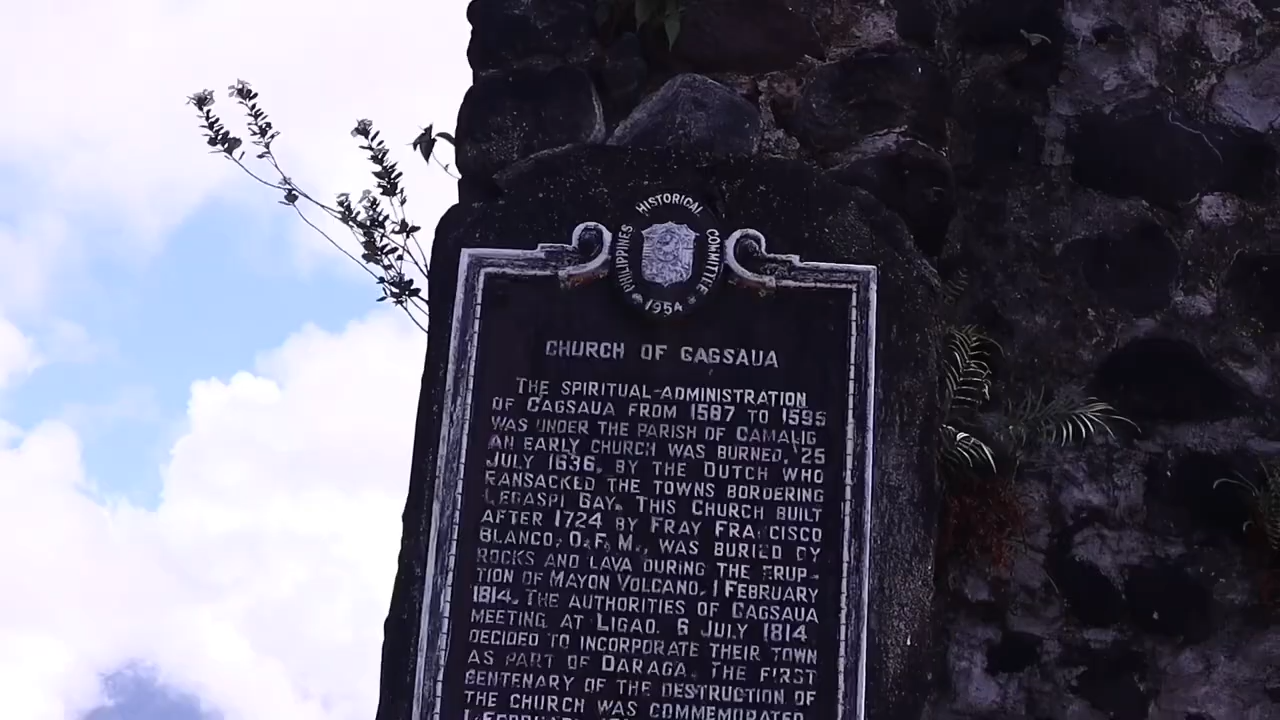 PHILIPPINES HISTORICAL COMMITTEE
1954
CHURCH OF CAGSAUA
THE SPIRITUAL-ADMINISTRATION
OF CAGSAUA FROM 1587 TO 1595
WAS UNDER THE PARISH OF CAMALIG
AN EARLY CHURCH WAS BURNED, 25
JULY 1636, BY THE DUTCH WHO
RANSACKED THE TOWNS BORDERING
LEGASPI GAY. THIS CHURCH BUILT
AFTER 1724 BY FRAY FRANCISCO
BLANCO, O.F.M., WAS BURIED BY
ROCKS AND LAVA DURING THE ERUP-
TION OF MAYON VOLCANO, 1 FEBRUARY
1814. THE AUTHORITIES OF CAGSAUA
MEETING AT LIGAO, 6 JULY 1814
DECIDED TO INCORPORATE THEIR TOWN
AS PART OF DARAGA. THE FIRST
CENTENARY OF THE DESTRUCTION OF
THE CHURCH WAS COMMEMORATED